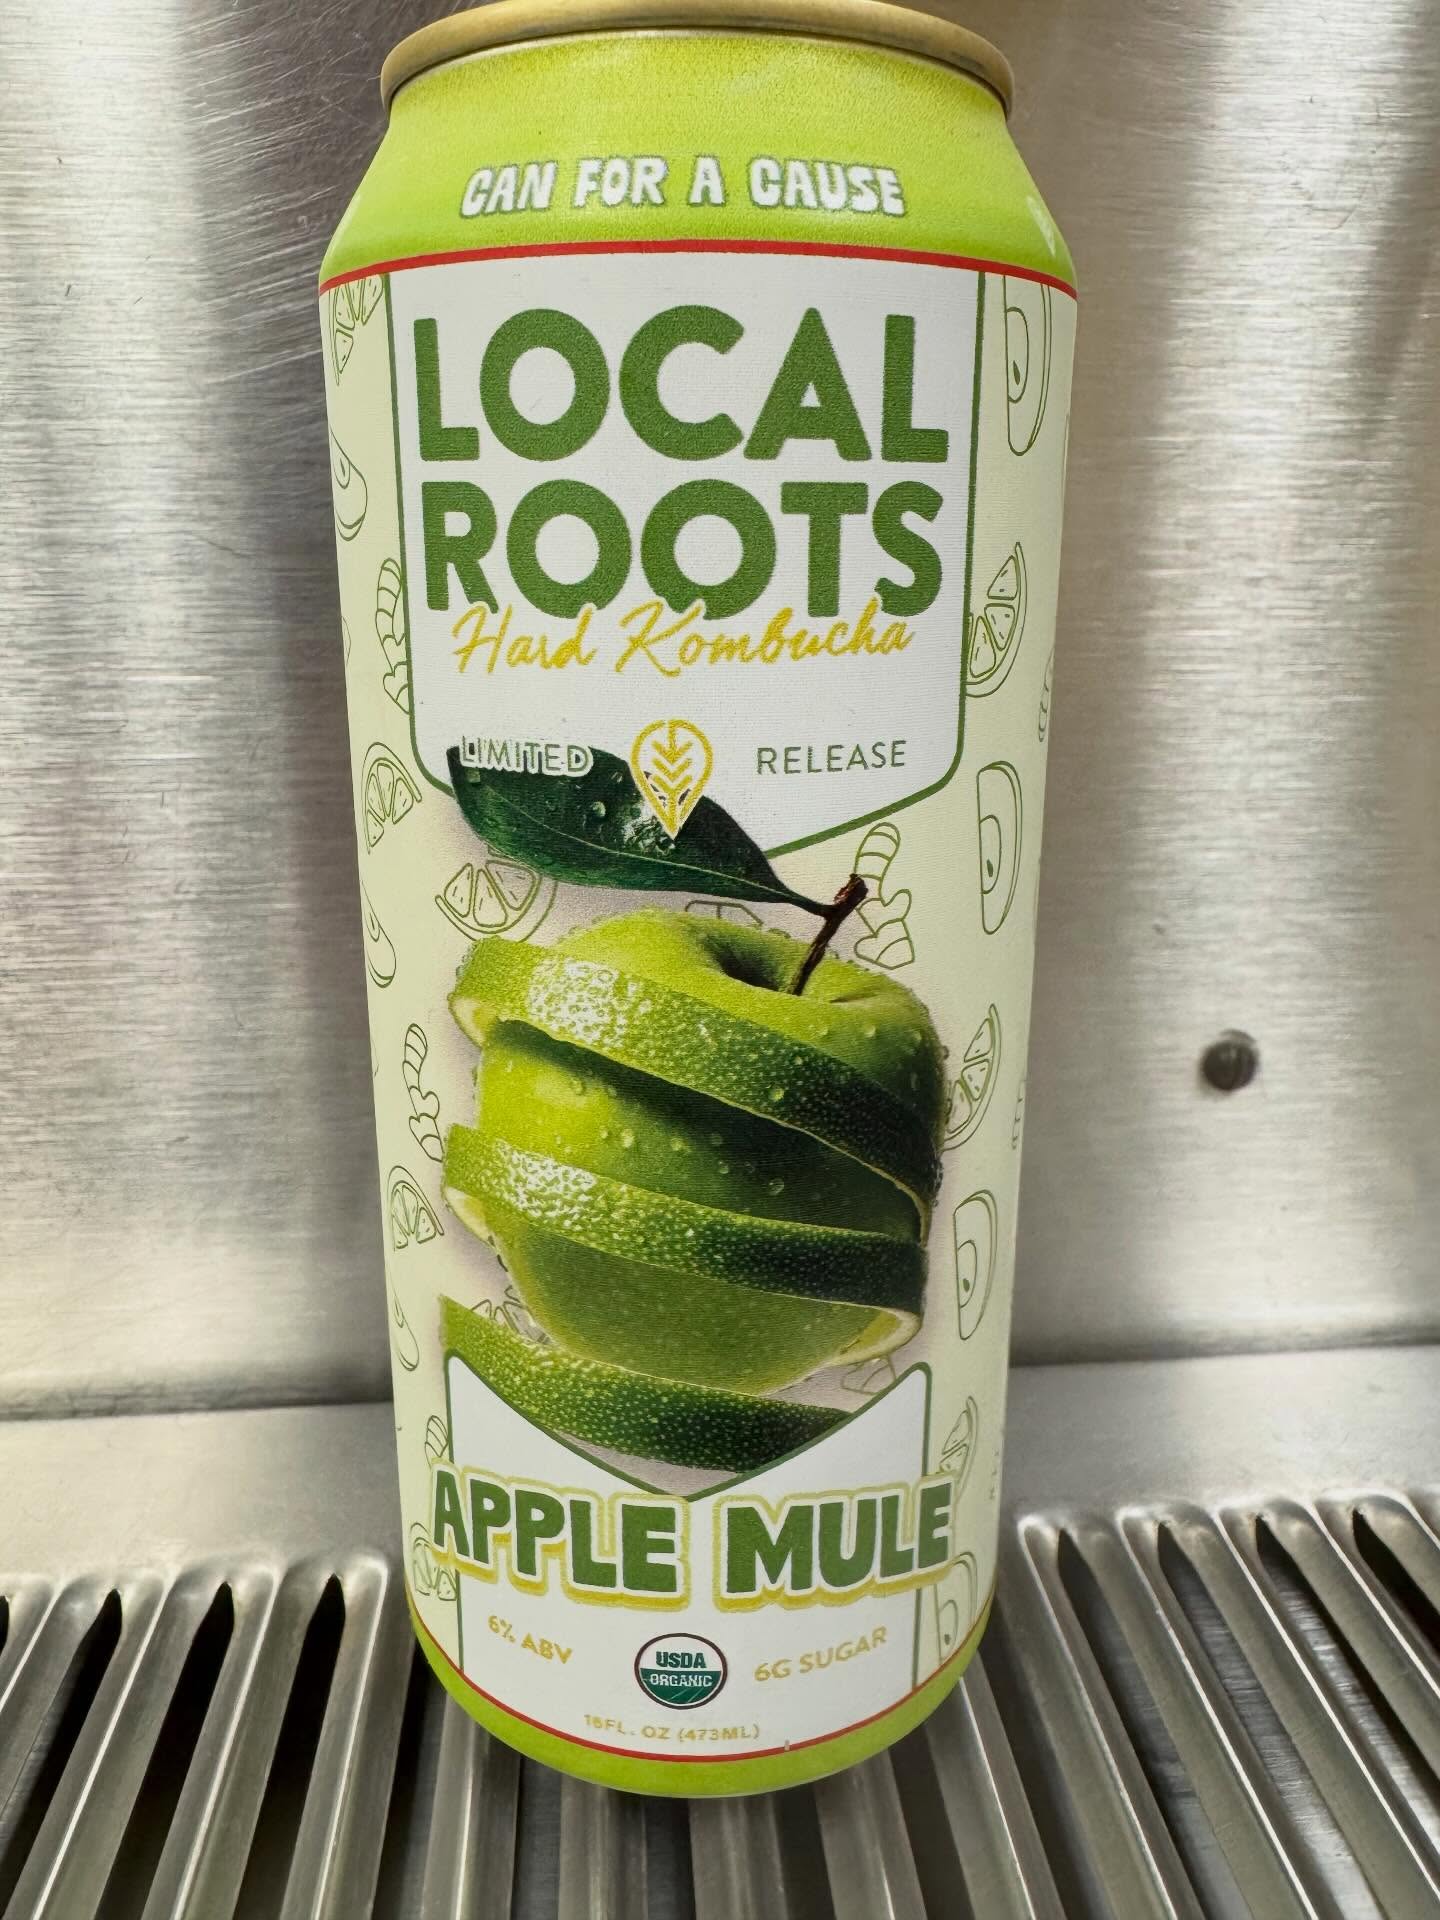 CAN FOR A CAUSE
LOCAL
ROOTS
Hard Kombucha
LIMITED RELEASE
APPLE MULE
6% ABV
USDA
ORGANIC
6G SUGAR
16FL. OZ (473ML)